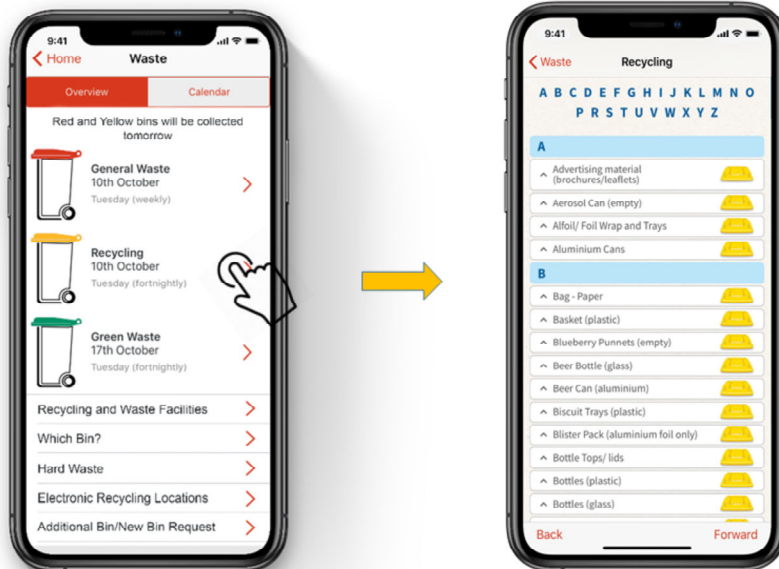 9:41
Home
Waste
Overview
Calendar
Red and Yellow bins will be collected
tomorrow
General Waste
10th October
Tuesday (weekly)
Recycling
10th October
Tuesday (fortnightly)
Green Waste
17th October
Tuesday (fortnightly)
Recycling and Waste Facilities
Which Bin?
Hard Waste
Electronic Recycling Locations
Additional Bin/New Bin Request
9:41
Waste
Recycling
A B C D E F G H I J K L M N O
P R S T U V W X Y Z
A
Advertising material
(brochures/leaflets)
Aerosol Can (empty)
Alfoil/ Foil Wrap and Trays
Aluminium Cans
B
Bag - Paper
Basket (plastic)
Blueberry Punnets (empty)
Beer Bottle (glass)
Beer Can (aluminium)
Biscuit Trays (plastic)
Blister Pack (aluminium foil only)
Bottle Tops/ lids
Bottles (plastic)
Bottles (glass)
Back
Forward